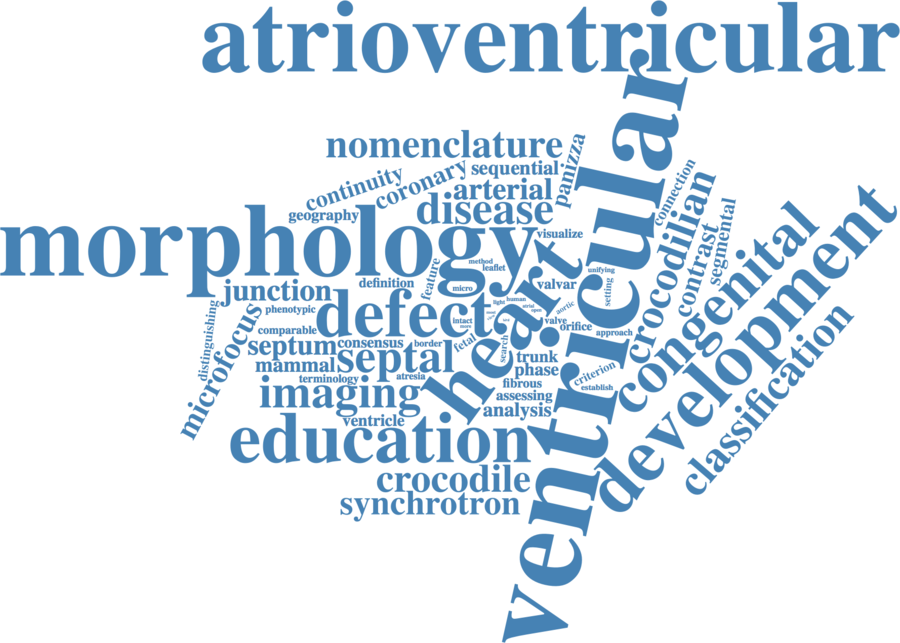 atrioventricular
ventricular
nomenclature
panizza
sequential
continuity
coronary
arterial
connection
geography
disease
crocodilian
morphology
visualize
segmental
contrast
congenital
development
method
leaflet
feature
unifying
definition
micro
valvar
setting
junction
heart
light
human
phenotypic
defect
atrial
open
aortic
distinguishing
microfocus
intact
valve
orifice
comparable
approach
septum
consensus
border
fetal
search
septal
trunk
mammal
phase
criterion
terminology
atresia
fibrous
establish
imaging
assessing
classification
analysis
ventricle
education
crocodile
synchrotron